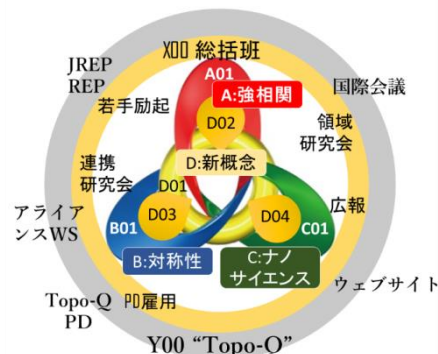 X00 総括班
A01
A:強相関
D02
D:新概念
JREP
REP
若手励起
国際会議
領域
研究会
連携
研究会
D01
D03
D04
アライア
ンスWS
B01
C01
広報
B:対称性
C:ナノ
サイエンス
ウェブサイト
Topo-Q
PD
PD雇用
Y00 “Topo-Q”